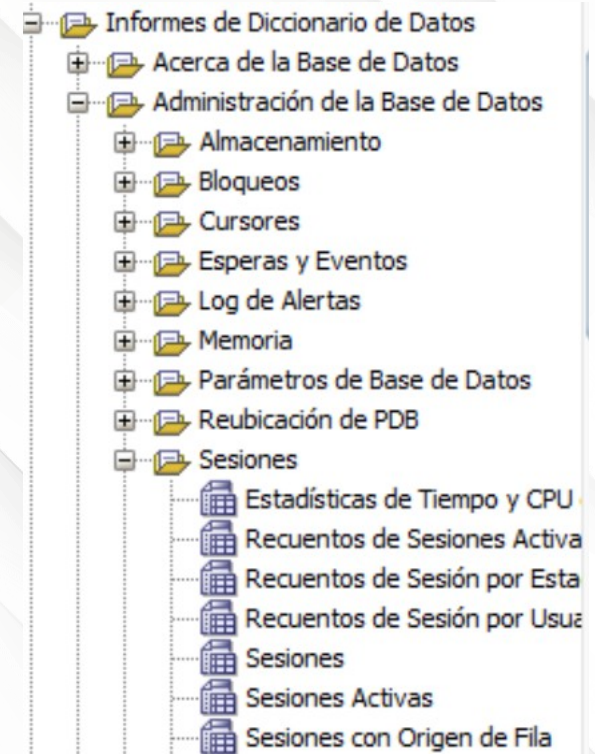 Informes de Diccionario de Datos
Acerca de la Base de Datos
Administración de la Base de Datos
Almacenamiento
Bloqueos
Cursores
Esperas y Eventos
Log de Alertas
Memoria
Parámetros de Base de Datos
Reubicación de PDB
Sesiones
Estadísticas de Tiempo y CPU
Recuentos de Sesiones Activa
Recuentos de Sesión por Esta
Recuentos de Sesión por Usua
Sesiones
Sesiones Activas
Sesiones con Origen de Fila